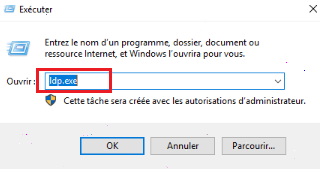 Exécuter
Entrez le nom d'un programme, dossier, document ou
ressource Internet, et Windows l'ouvrira pour vous.
Ouvrir : ldp.exe
Cette tâche sera créée avec les autorisations d'administrateur.
OK Annuler Parcourir...